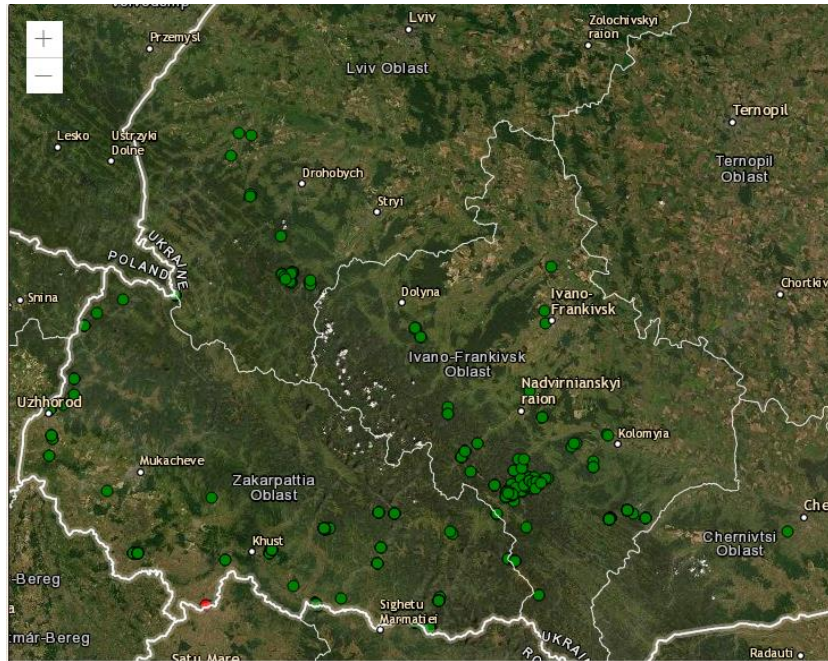 Przemysl
Lviv
Zolochivskyi
raion
+
−
Lviv Oblast
Ternopil
Lesko
Ustrzyki
Dolne
Ternopil
Oblast
Drohobych
Stryi
UKRAINE
POLAND
Snina
Dolyna
Ivano-
Frankivsk
Ivano-Frankivsk
Oblast
Nadvirnianskyi
raion
Uzhhorod
Kolomyia
Mukacheve
Zakarpattia
Oblast
Khust
Chernivtsi
Oblast
-Bereg
Sighetu
Marmatiei
tmár-Bereg
Satu Mare
Radauti